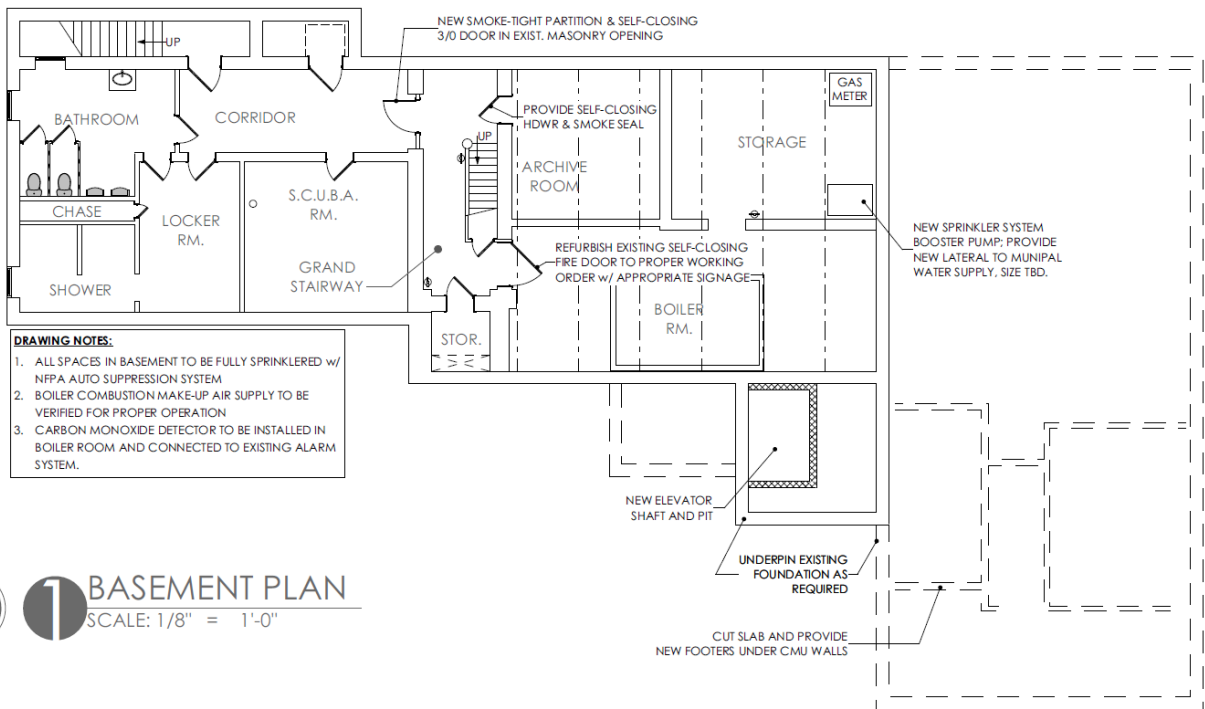 NEW SMOKE-TIGHT PARTITION & SELF-CLOSING
3/0 DOOR IN EXIST. MASONRY OPENING
UP
GAS
METER
BATHROOM
CORRIDOR
PROVIDE SELF-CLOSING
HDWR & SMOKE SEAL
UP
STORAGE
ARCHIVE
ROOM
S.C.U.B.A.
RM.
CHASE
LOCKER
RM.
NEW SPRINKLER SYSTEM
BOOSTER PUMP; PROVIDE
NEW LATERAL TO MUNIPAL
WATER SUPPLY, SIZE TBD.
REFURBISH EXISTING SELF-CLOSING
FIRE DOOR TO PROPER WORKING
ORDER w/ APPROPRIATE SIGNAGE
GRAND
STAIRWAY
SHOWER
BOILER
RM.
STOR.
DRAWING NOTES:
1. ALL SPACES IN BASEMENT TO BE FULLY SPRINKLERED w/
NFPA AUTO SUPPRESSION SYSTEM
2. BOILER COMBUSTION MAKE-UP AIR SUPPLY TO BE
VERIFIED FOR PROPER OPERATION
3. CARBON MONOXIDE DETECTOR TO BE INSTALLED IN
BOILER ROOM AND CONNECTED TO EXISTING ALARM
SYSTEM.
NEW ELEVATOR
SHAFT AND PIT
UNDERPIN EXISTING
FOUNDATION AS
REQUIRED
1 BASEMENT PLAN
SCALE: 1/8" = 1'-0"
CUT SLAB AND PROVIDE
NEW FOOTERS UNDER CMU WALLS